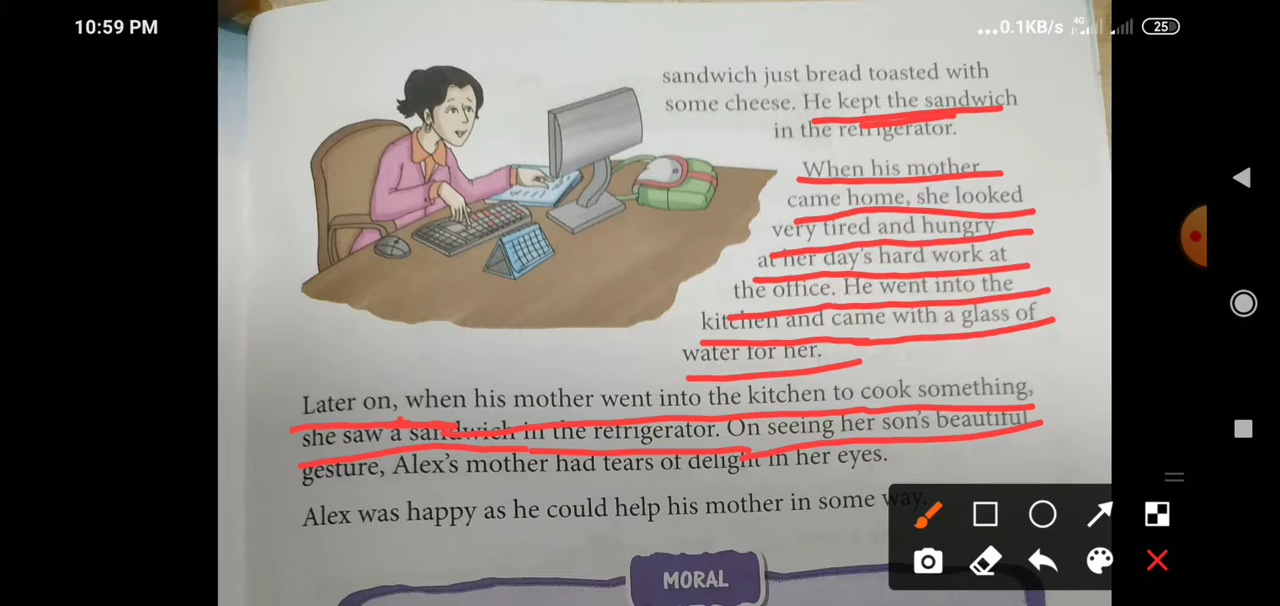 10:59 PM
...0.1KB/s 4G 25
sandwich just bread toasted with
some cheese. He kept the sandwich
in the refrigerator.
When his mother
came home, she looked
very tired and hungry
at her day's hard work at
the office. He went into the
kitchen and came with a glass of
water for her.
Later on, when his mother went into the kitchen to cook something,
she saw a sandwich in the refrigerator. On seeing her son's beautiful
gesture, Alex's mother had tears of delight in her eyes.
Alex was happy as he could help his mother in some way.
MORAL